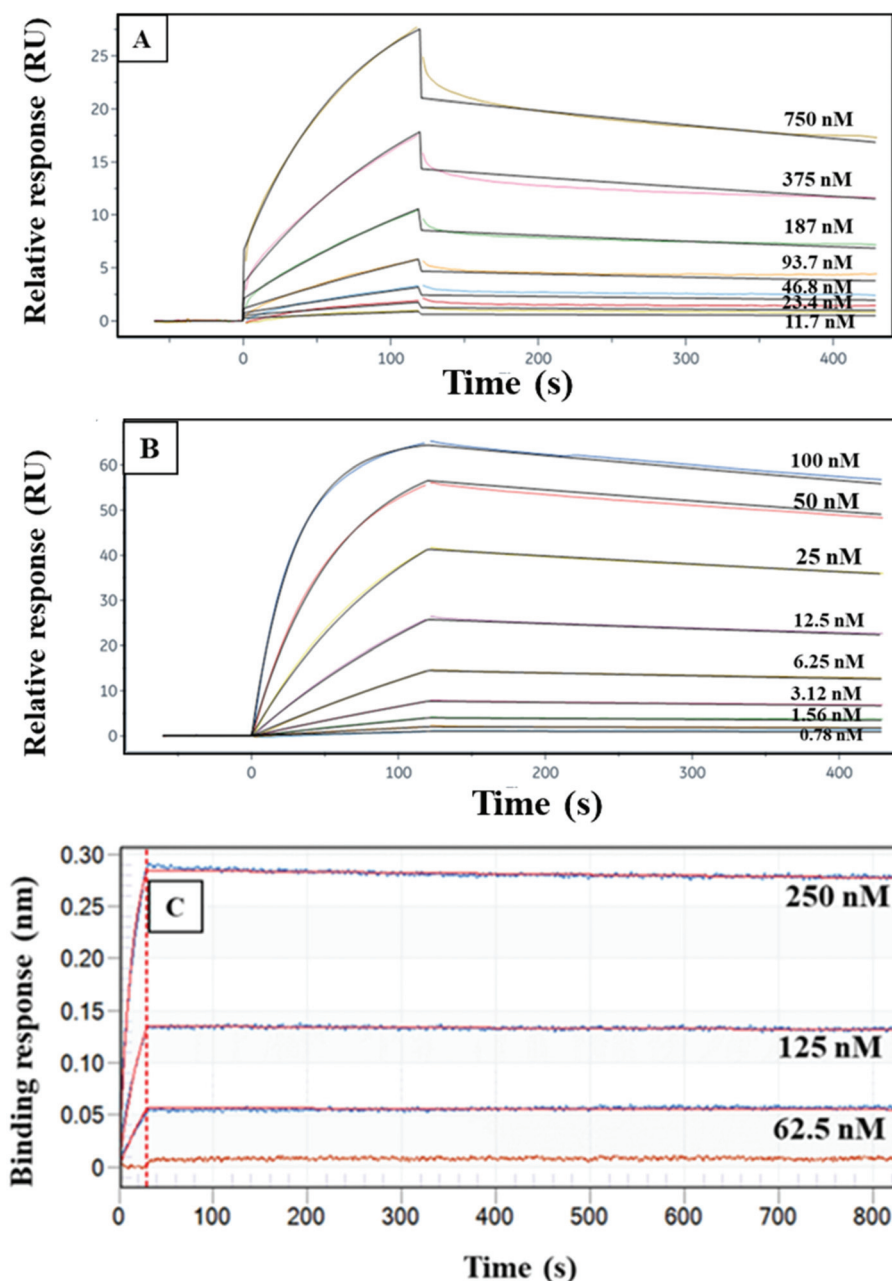 A
Relative response (RU)
25
20
15
10
5
0
750 nM
375 nM
187 nM
93.7 nM
46.8 nM
23.4 nM
11.7 nM
0
100
200
300
400
Time (s)
B
Relative response (RU)
60
50
40
30
20
10
0
100 nM
50 nM
25 nM
12.5 nM
6.25 nM
3.12 nM
1.56 nM
0.78 nM
0
100
200
300
400
Time (s)
C
Binding response (nm)
0.30
0.25
0.20
0.15
0.10
0.05
0
250 nM
125 nM
62.5 nM
0
100
200
300
400
500
600
700
800
Time (s)